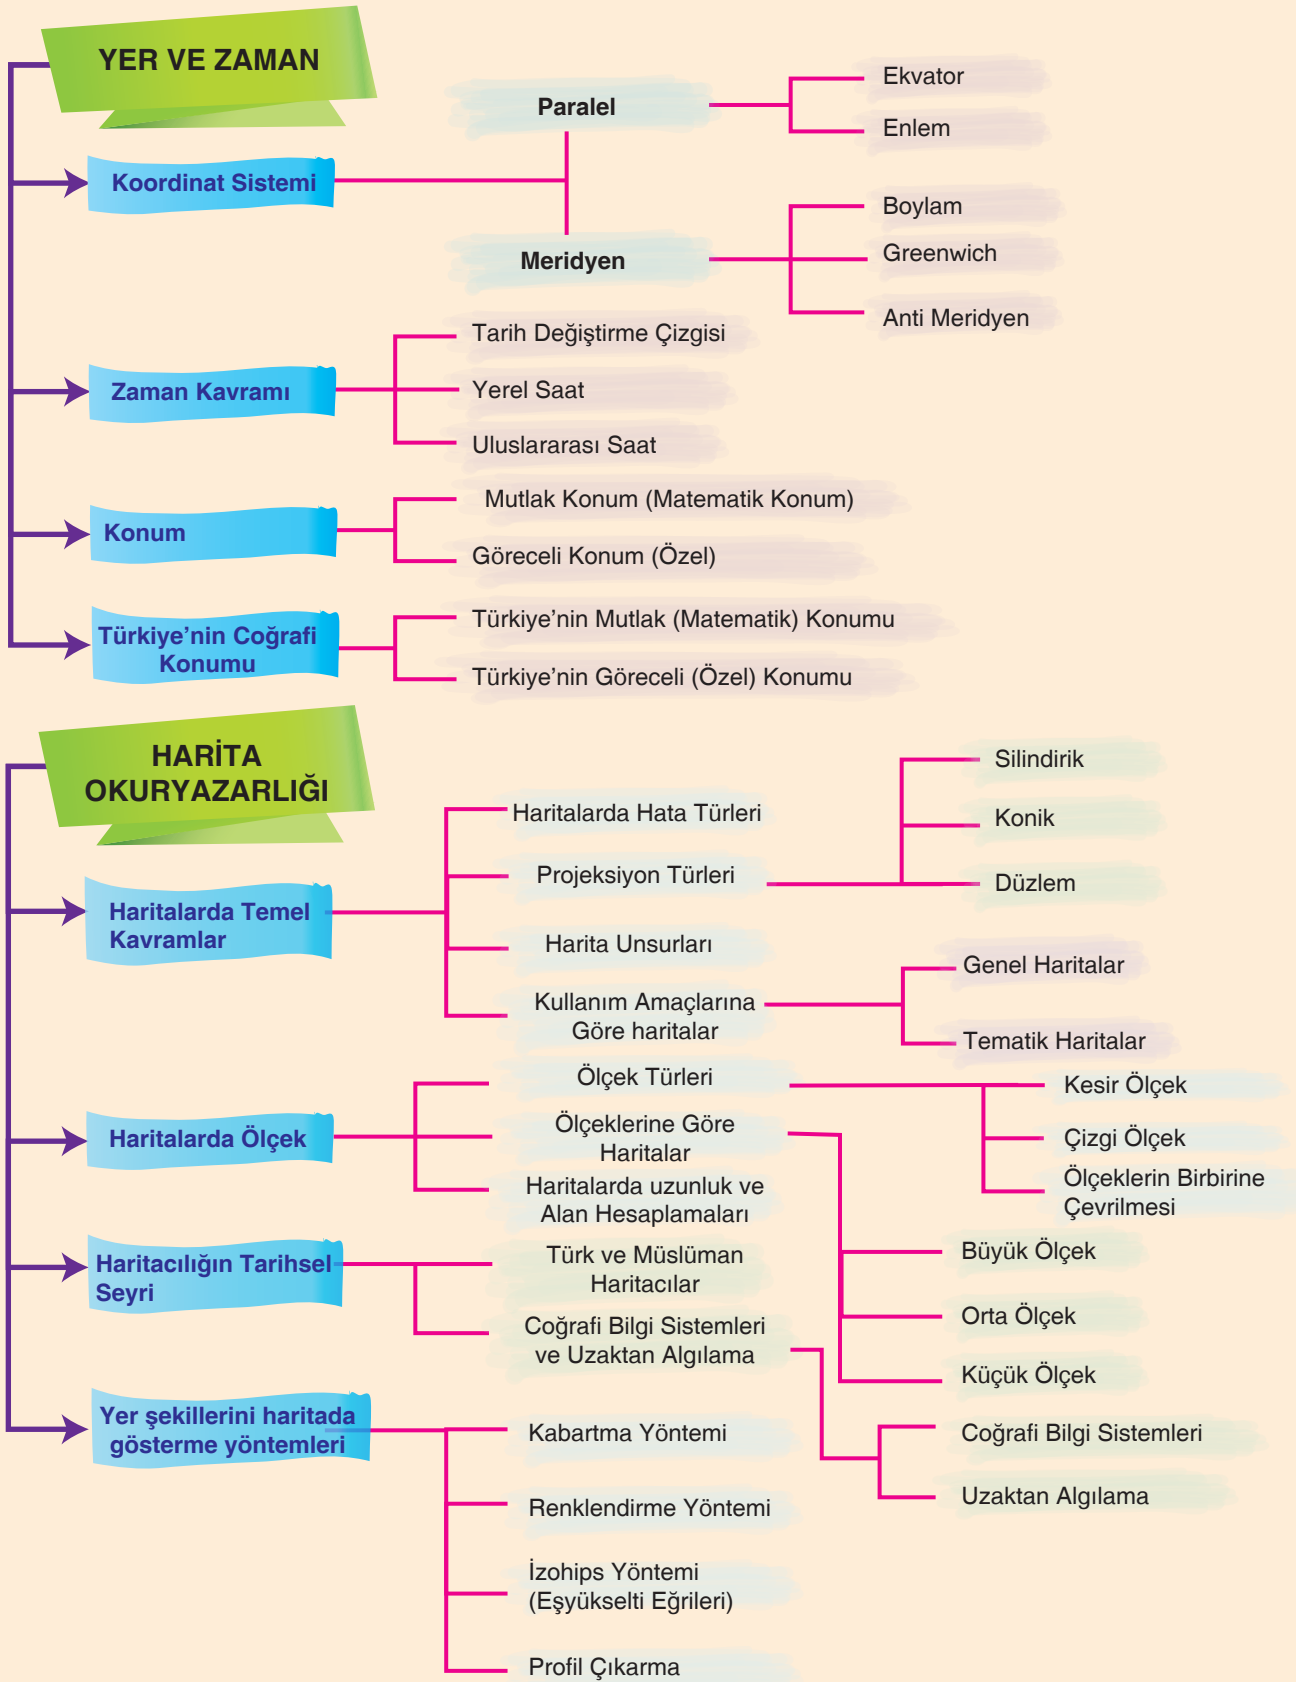 YER VE ZAMAN
Koordinat Sistemi
Paralel
Ekvator
Enlem
Meridyen
Boylam
Greenwich
Anti Meridyen
Zaman Kavramı
Tarih Değiştirme Çizgisi
Yerel Saat
Uluslararası Saat
Konum
Mutlak Konum (Matematik Konum)
Göreceli Konum (Özel)
Türkiye’nin Coğrafi
Konumu
Türkiye’nin Mutlak (Matematik) Konumu
Türkiye’nin Göreceli (Özel) Konumu
HARİTA
OKURYAZARLIĞI
Haritalarda Temel
Kavramlar
Haritalarda Hata Türleri
Projeksiyon Türleri
Silindirik
Konik
Düzlem
Harita Unsurları
Kullanım Amaçlarına
Göre haritalar
Genel Haritalar
Tematik Haritalar
Haritalarda Ölçek
Ölçek Türleri
Kesir Ölçek
Çizgi Ölçek
Ölçeklerin Birbirine
Çevrilmesi
Ölçeklerine Göre
Haritalar
Büyük Ölçek
Orta Ölçek
Küçük Ölçek
Haritalarda uzunluk ve
Alan Hesaplamaları
Haritacılığın Tarihsel
Seyri
Türk ve Müslüman
Haritacılar
Coğrafi Bilgi Sistemleri
ve Uzaktan Algılama
Coğrafi Bilgi Sistemleri
Uzaktan Algılama
Yer şekillerini haritada
gösterme yöntemleri
Kabartma Yöntemi
Renklendirme Yöntemi
İzohips Yöntemi
(Eşyükselti Eğrileri)
Profil Çıkarma